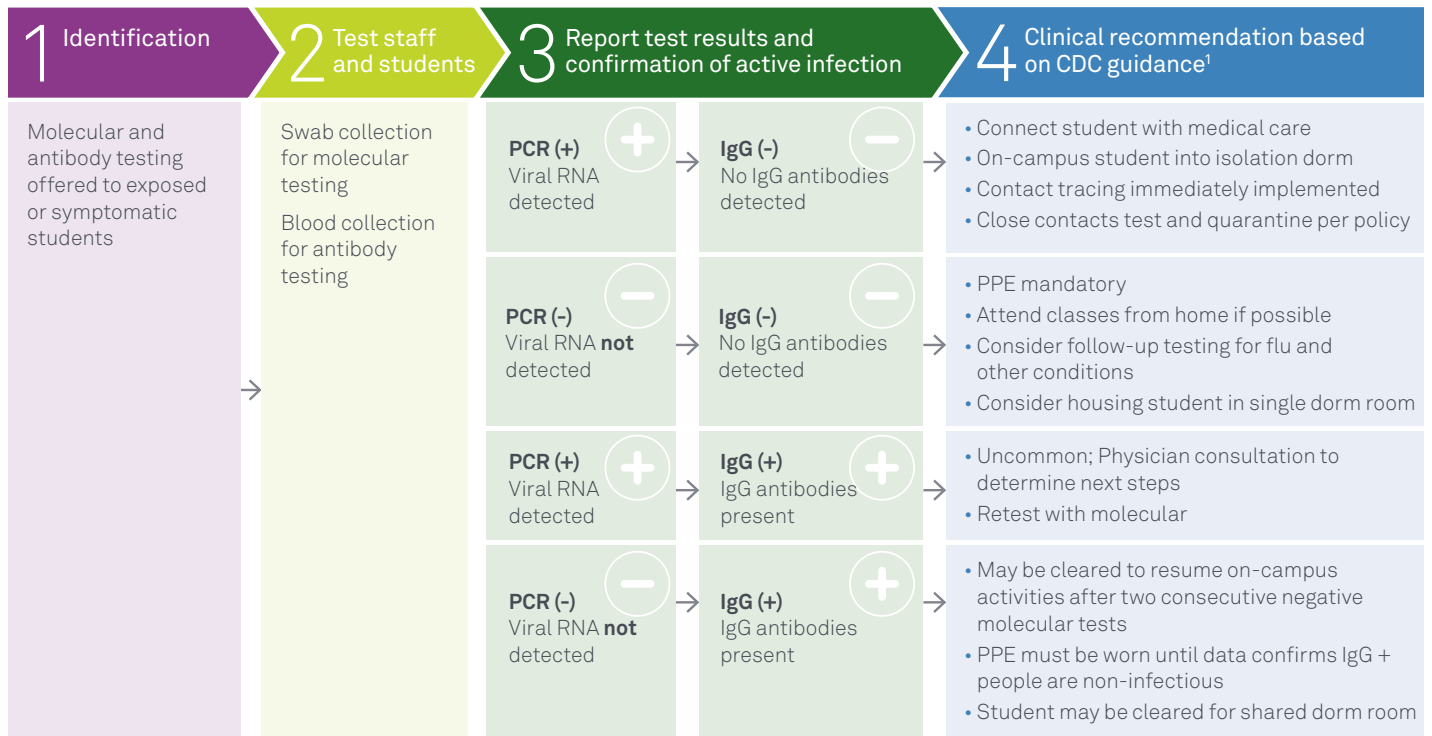 1 Identification
2 Test staff
and students
3 Report test results and
confirmation of active infection
4 Clinical recommendation based
on CDC guidance¹
Molecular and
antibody testing
offered to exposed
or symptomatic
students
Swab collection
for molecular
testing
Blood collection
for antibody
testing
PCR (+)
Viral RNA
detected
IgG (-)
No IgG antibodies
detected
• Connect student with medical care
• On-campus student into isolation dorm
• Contact tracing immediately implemented
• Close contacts test and quarantine per policy
PCR (-)
Viral RNA not
detected
IgG (-)
No IgG antibodies
detected
• PPE mandatory
• Attend classes from home if possible
• Consider follow-up testing for flu and
other conditions
• Consider housing student in single dorm room
PCR (+)
Viral RNA
detected
IgG (+)
IgG antibodies
present
• Uncommon; Physician consultation to
determine next steps
• Retest with molecular
PCR (-)
Viral RNA not
detected
IgG (+)
IgG antibodies
present
• May be cleared to resume on-campus
activities after two consecutive negative
molecular tests
• PPE must be worn until data confirms IgG +
people are non-infectious
• Student may be cleared for shared dorm room